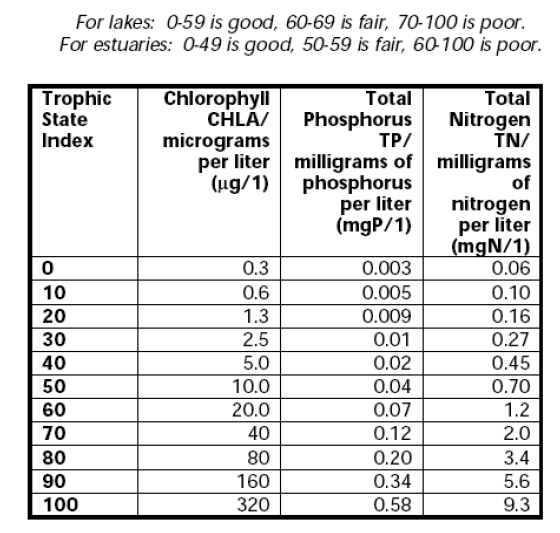 For lakes: 0-59 is good, 60-69 is fair, 70-100 is poor.
For estuaries: 0-49 is good, 50-59 is fair, 60-100 is poor.
Trophic State Index Chlorophyll CHLA/ micrograms per liter (µg/1) Total Phosphorus TP/ milligrams of phosphorus per liter (mgP/1) Total Nitrogen TN/ milligrams of nitrogen per liter (mgN/1)
0 0.3 0.003 0.06
10 0.6 0.005 0.10
20 1.3 0.009 0.16
30 2.5 0.01 0.27
40 5.0 0.02 0.45
50 10.0 0.04 0.70
60 20.0 0.07 1.2
70 40 0.12 2.0
80 80 0.20 3.4
90 160 0.34 5.6
100 320 0.58 9.3